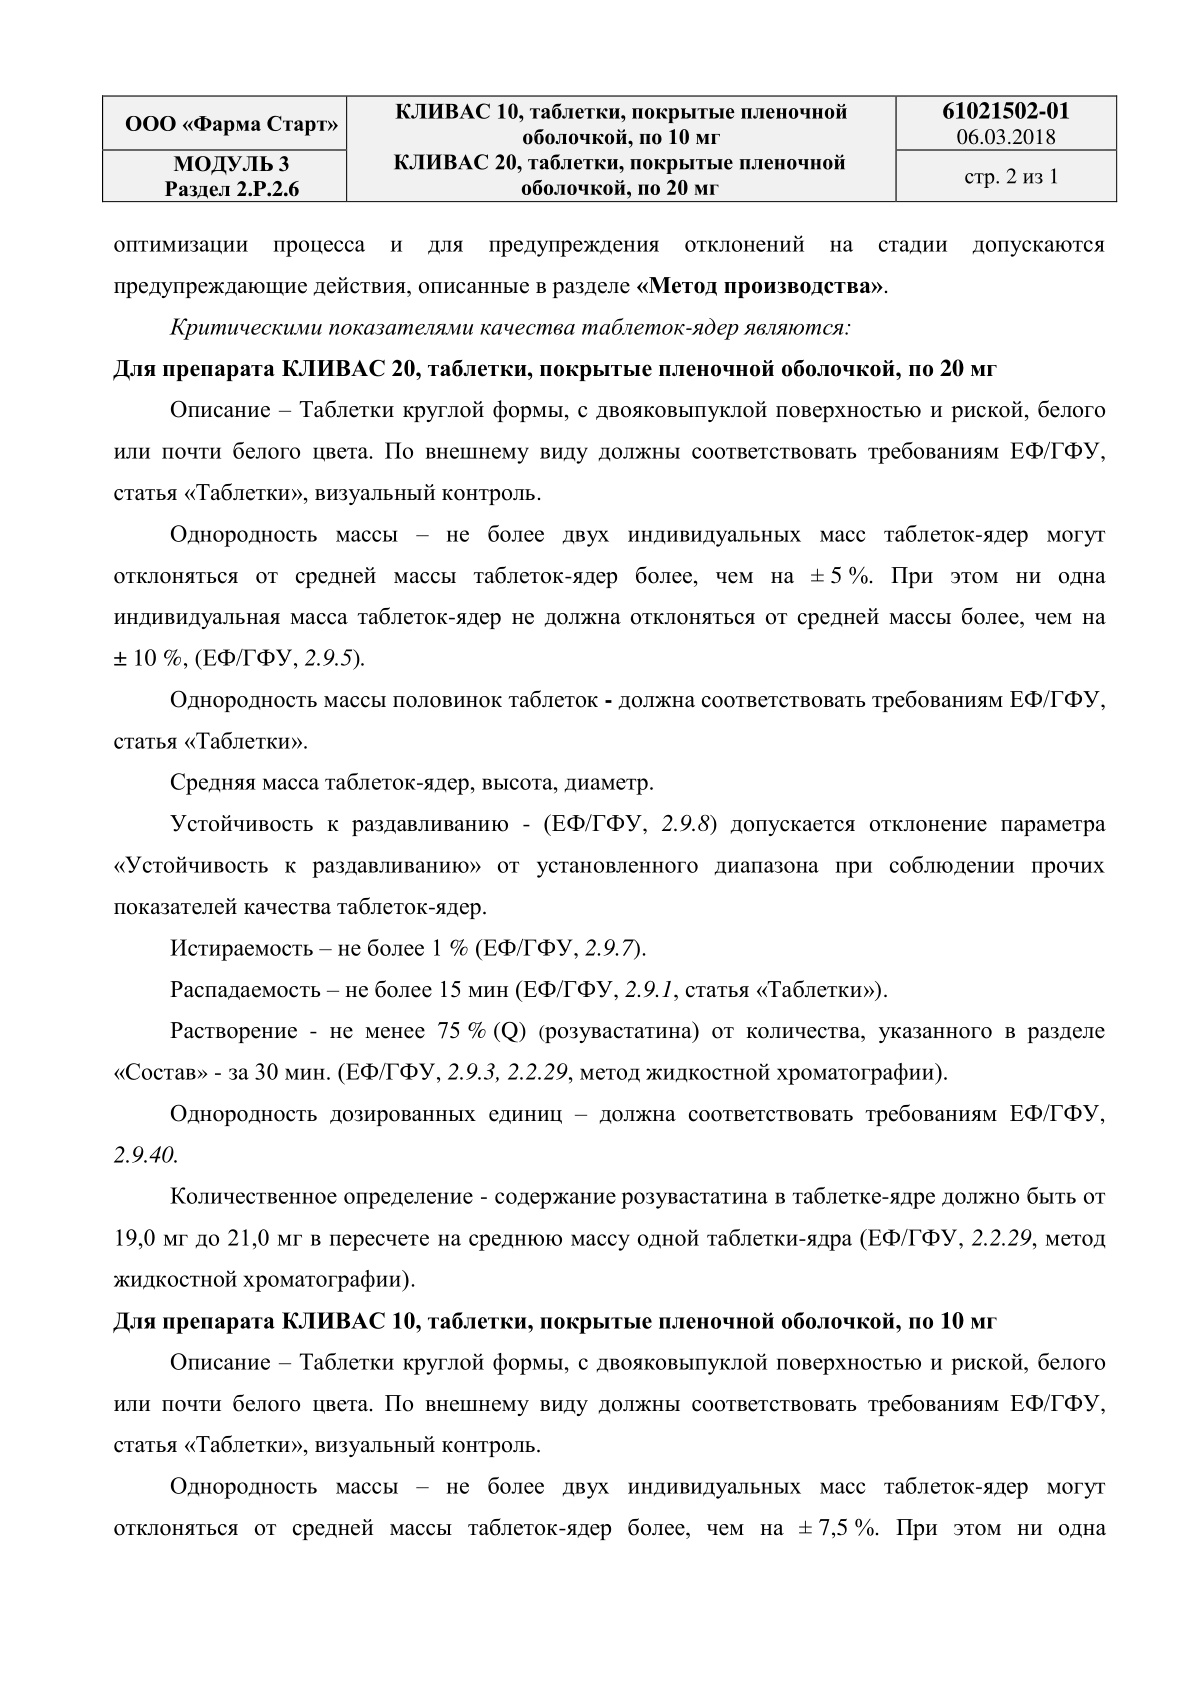 ООО «Фарма Старт»
МОДУЛЬ 3
Раздел 2.Р.2.6
КЛИВАС 10, таблетки, покрытые пленочной
оболочкой, по 10 мг
КЛИВАС 20, таблетки, покрытые пленочной
оболочкой, по 20 мг
61021502-01
06.03.2018
стр. 2 из 1
оптимизации процесса и для предупреждения отклонений на стадии допускаются
предупреждающие действия, описанные в разделе «Метод производства».
Критическими показателями качества таблеток-ядер являются:
Для препарата КЛИВАС 20, таблетки, покрытые пленочной оболочкой, по 20 мг
Описание – Таблетки круглой формы, с двояковыпуклой поверхностью и риской, белого
или почти белого цвета. По внешнему виду должны соответствовать требованиям ЕФ/ГФУ,
статья «Таблетки», визуальный контроль.
Однородность массы – не более двух индивидуальных масс таблеток-ядер могут
отклоняться от средней массы таблеток-ядер более, чем на ± 5 %. При этом ни одна
индивидуальная масса таблеток-ядер не должна отклоняться от средней массы более, чем на
± 10 %, (ЕФ/ГФУ, 2.9.5).
Однородность массы половинок таблеток - должна соответствовать требованиям ЕФ/ГФУ,
статья «Таблетки».
Средняя масса таблеток-ядер, высота, диаметр.
Устойчивость к раздавливанию - (ЕФ/ГФУ, 2.9.8) допускается отклонение параметра
«Устойчивость к раздавливанию» от установленного диапазона при соблюдении прочих
показателей качества таблеток-ядер.
Истираемость – не более 1 % (ЕФ/ГФУ, 2.9.7).
Распадаемость – не более 15 мин (ЕФ/ГФУ, 2.9.1, статья «Таблетки»).
Растворение - не менее 75 % (Q) (розувастатина) от количества, указанного в разделе
«Состав» - за 30 мин. (ЕФ/ГФУ, 2.9.3, 2.2.29, метод жидкостной хроматографии).
Однородность дозированных единиц – должна соответствовать требованиям ЕФ/ГФУ,
2.9.40.
Количественное определение - содержание розувастатина в таблетке-ядре должно быть от
19,0 мг до 21,0 мг в пересчете на среднюю массу одной таблетки-ядра (ЕФ/ГФУ, 2.2.29, метод
жидкостной хроматографии).
Для препарата КЛИВАС 10, таблетки, покрытые пленочной оболочкой, по 10 мг
Описание – Таблетки круглой формы, с двояковыпуклой поверхностью и риской, белого
или почти белого цвета. По внешнему виду должны соответствовать требованиям ЕФ/ГФУ,
статья «Таблетки», визуальный контроль.
Однородность массы – не более двух индивидуальных масс таблеток-ядер могут
отклоняться от средней массы таблеток-ядер более, чем на ± 7,5 %. При этом ни одна